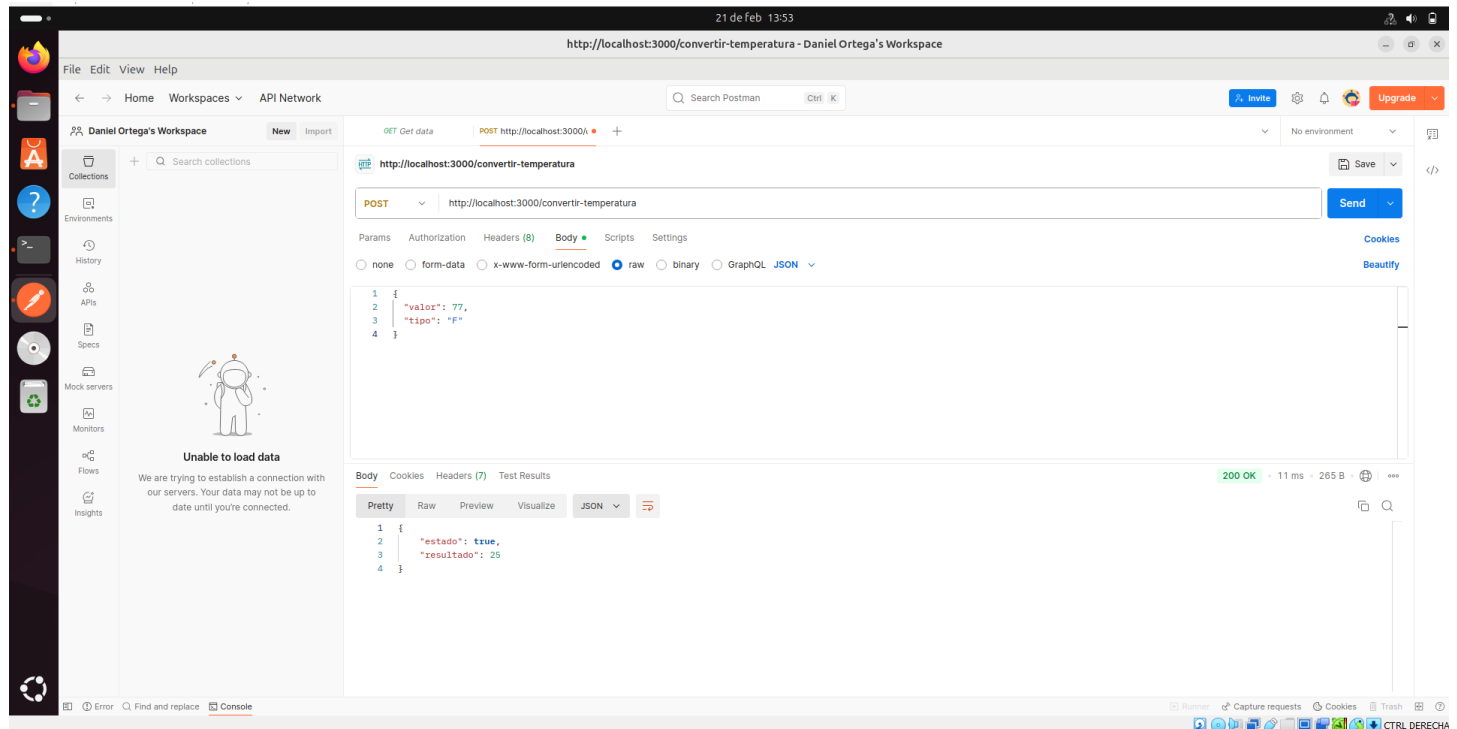 21 de feb 13:53
http://localhost:3000/convertir-temperatura - Daniel Ortega's Workspace
File Edit View Help
Home Workspaces API Network Search Postman Ctrl K Invite Upgrade
Daniel Ortega's Workspace New Import GET Get data POST http://localhost:3000/c No environment
Collections
Search collections
HTTP http://localhost:3000/convertir-temperatura Save
Environments
POST http://localhost:3000/convertir-temperatura Send
Params Authorization Headers (8) Body Scripts Settings Cookies
History
none form-data x-www-form-urlencoded raw binary GraphQL JSON Beautify
APIs
1 {
2 "valor": 77,
3 "tipo": "F"
4 }
Specs
Mock servers
Monitors
Flows
Insights
Unable to load data
We are trying to establish a connection with
our servers. Your data may not be up to
date until you're connected.
Body Cookies Headers (7) Test Results 200 OK 11 ms 265 B
Pretty Raw Preview Visualize JSON
1 {
2 "estado": true,
3 "resultado": 25
4 }
Error Find and replace Console Runner Capture requests Cookies Trash
CTRL DERECHA